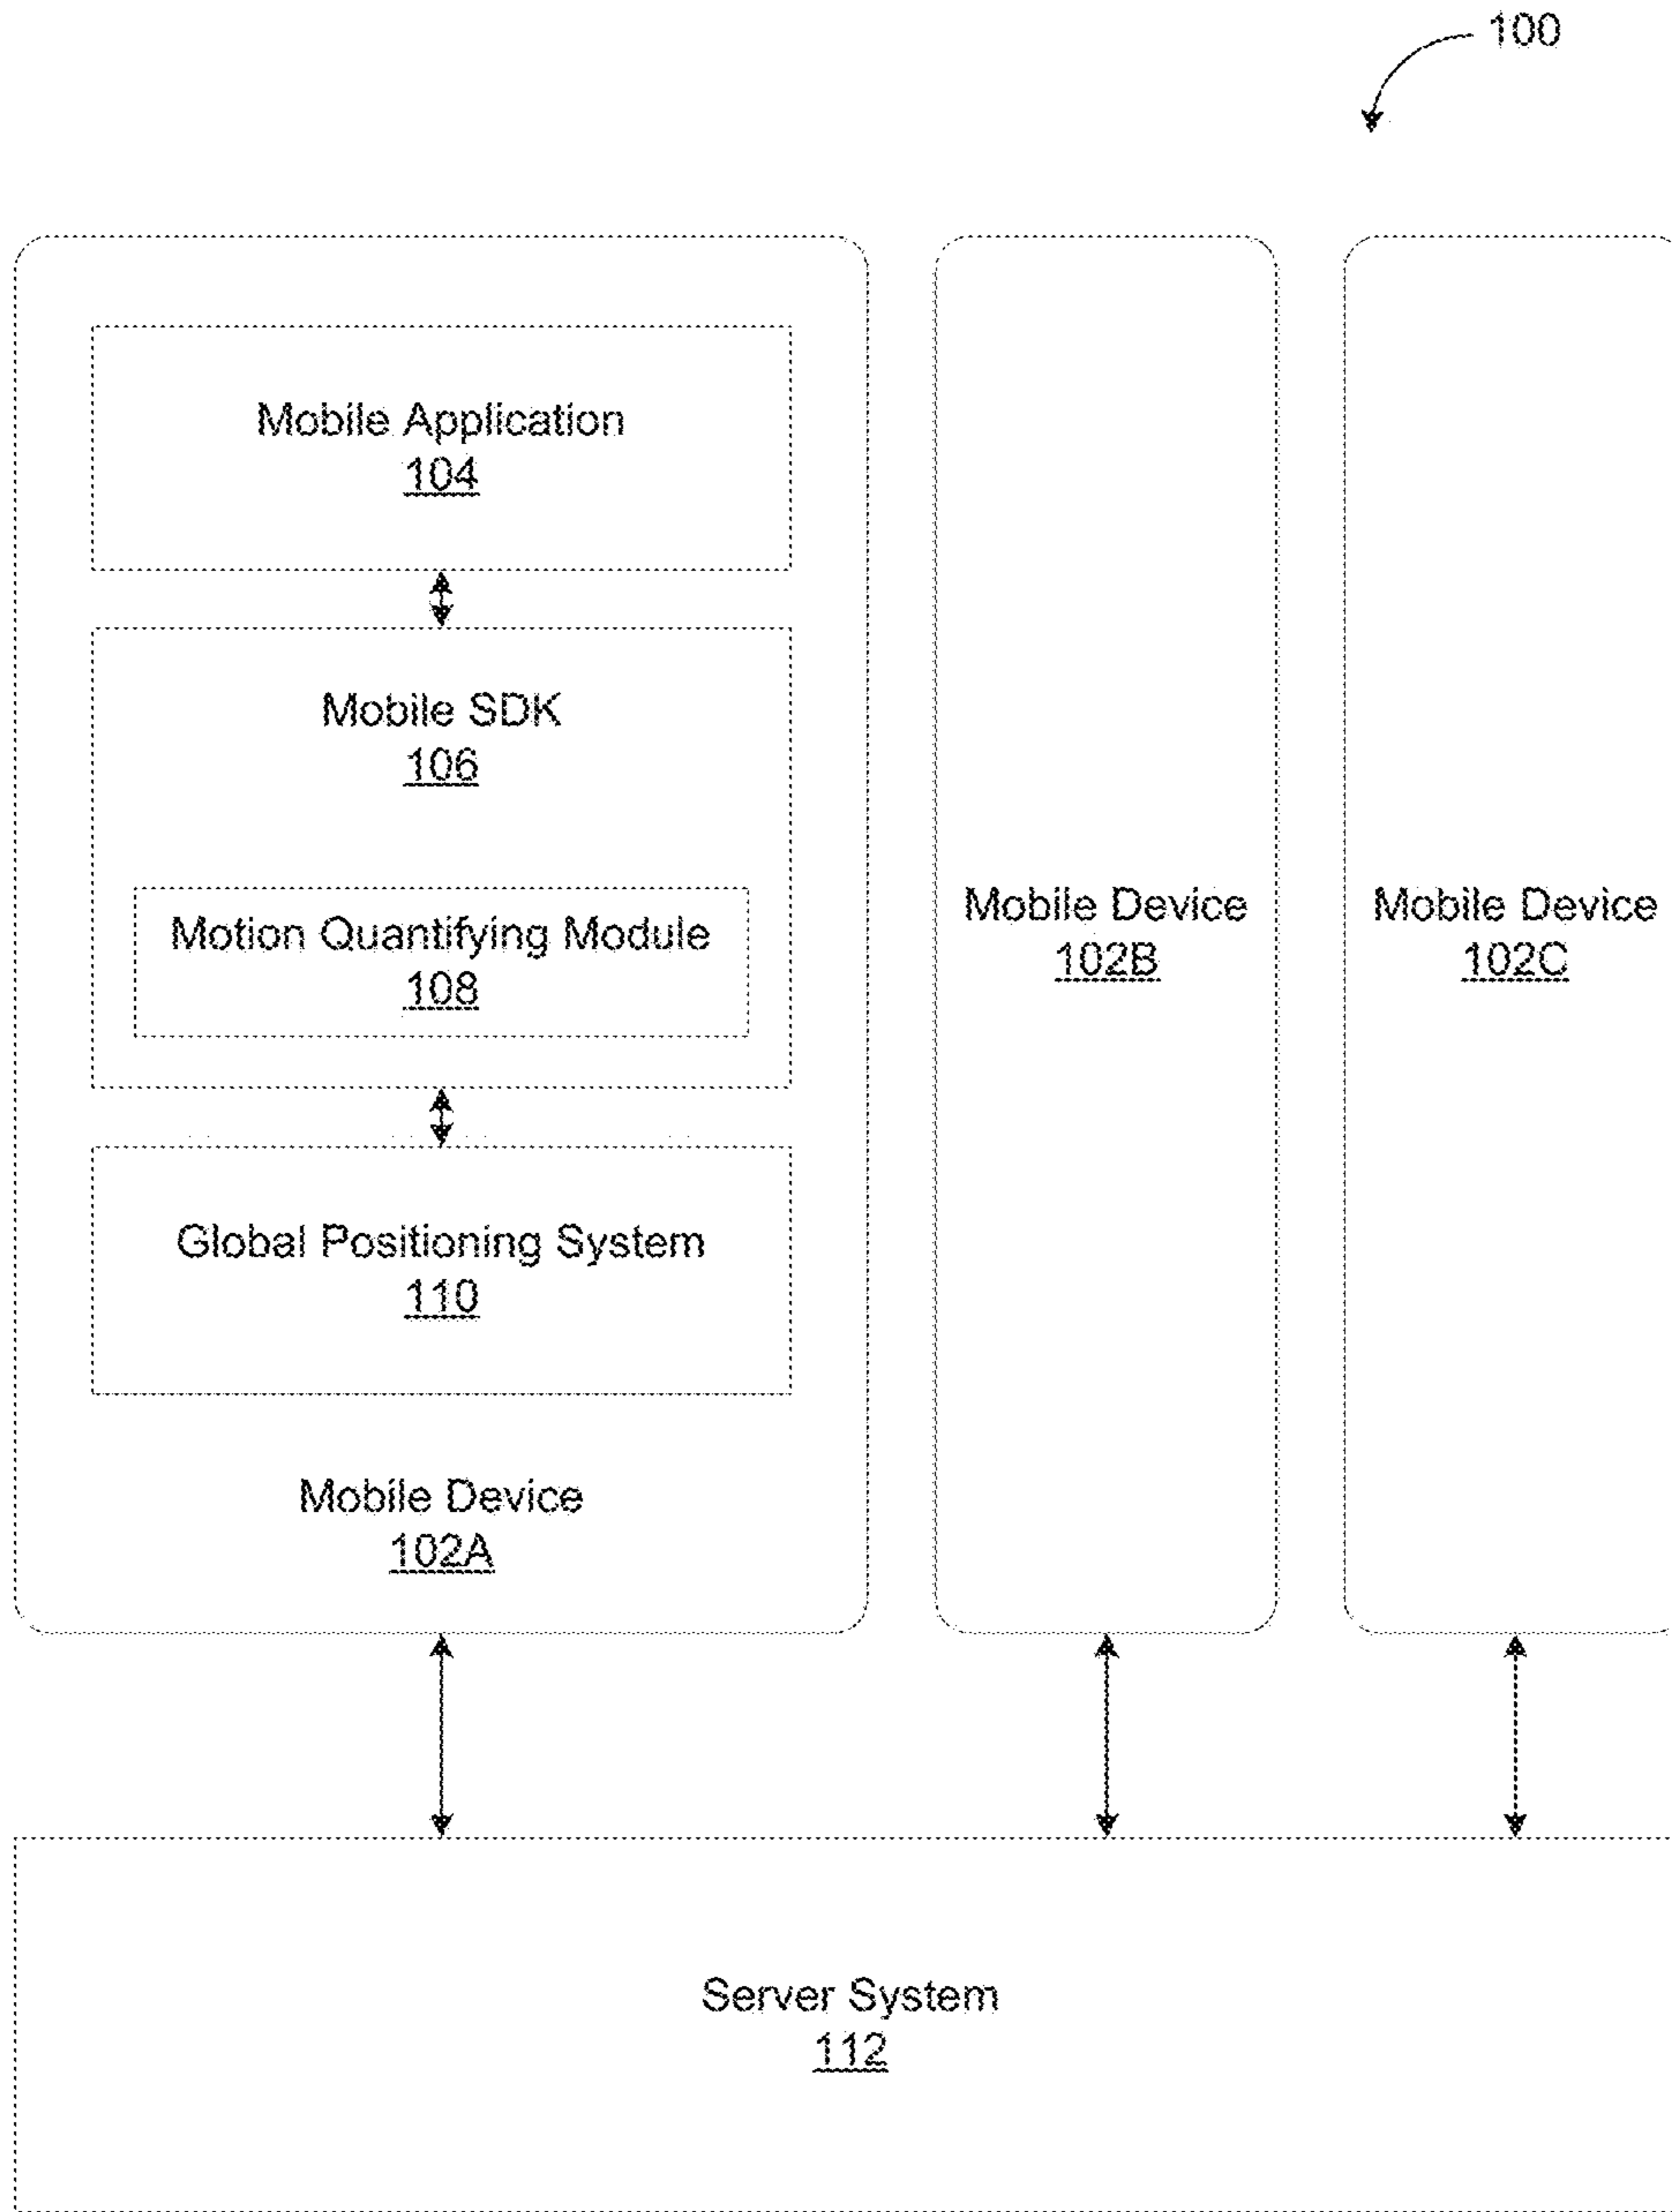 100
Mobile Application
104
Mobile SDK
106
Motion Quantifying Module
108
Global Positioning System
110
Mobile Device
102A
Mobile Device
102B
Mobile Device
102C
Server System
112